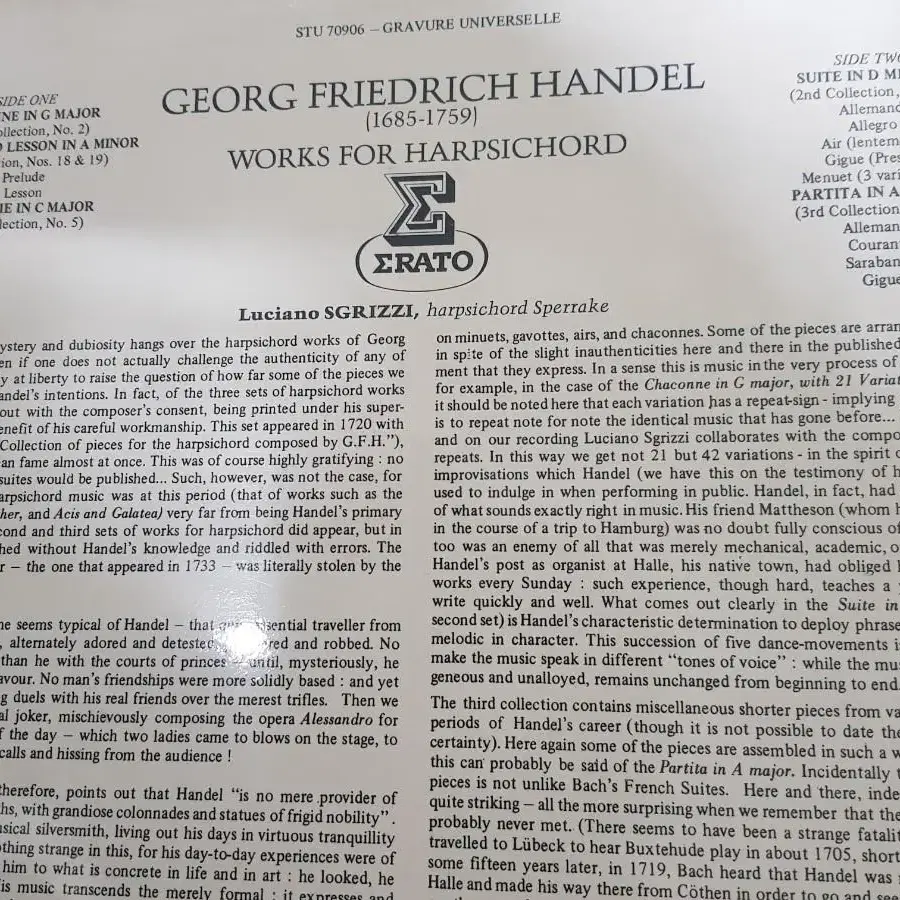 STU 70906 – GRAVURE UNIVERSELLE
GEORG FRIEDRICH HANDEL
(1685-1759)
WORKS FOR HARPSICHORD
ERATO
Luciano SGRIZZI, harpsichord Sperrake
SIDE ONE
NE IN G MAJOR
ollection, No. 2)
LESSON IN A MINOR
ion, Nos. 18 & 19)
Prelude
Lesson
IE IN C MAJOR
lection, No. 5)
SIDE TWO
SUITE IN D MI
(2nd Collection,
Allemand
Allegro
Air (lentem
Gigue (Pres
Menuet (3 vari
PARTITA IN A
(3rd Collection
Alleman
Couran
Saraban
Gigue
ystery and dubiosity hangs over the harpsichord works of Georg
en if one does not actually challenge the authenticity of any of
y at liberty to raise the question of how far some of the pieces we
andel's intentions. In fact, of the three sets of harpsichord works
out with the composer's consent, being printed under his super-
enefit of his careful workmanship. This set appeared in 1720 with
Collection of pieces for the harpsichord composed by G.F.H."),
an fame almost at once. This was of course highly gratifying : no
suites would be published... Such, however, was not the case, for
arpsichord music was at this period (that of works such as the
her, and Acis and Galatea) very far from being Handel's primary
cond and third sets of works for harpsichord did appear, but in
hed without Handel's knowledge and riddled with errors. The
r – the one that appeared in 1733 – was literally stolen by the
ne seems typical of Handel – that sential traveller from
, alternately adored and detested, red and robbed. No
than he with the courts of princes – until, mysteriously, he
avour. No man's friendships were more solidly based : and yet
g duels with his real friends over the merest trifles. Then we
al joker, mischievously composing the opera Alessandro for
f the day – which two ladies came to blows on the stage, to
calls and hissing from the audience !
therefore, points out that Handel "is no mere provider of
hs, with grandiose colonnades and statues of frigid nobility".
usical silversmith, living out his days in virtuous tranquillity
othing strange in this, for his day-to-day experiences were of
him to what is concrete in life and in art : he looked, he
is music transcends the merely formal : it expresses and
on minuets, gavottes, airs, and chaconnes. Some of the pieces are arran
in spite of the slight inauthenticities here and there in the published
ment that they express. In a sense this is music in the very process of
for example, in the case of the Chaconne in G major, with 21 Variat
it should be noted here that each variation has a repeat-sign - implying
is to repeat note for note the identical music that has gone before...
and on our recording Luciano Sgrizzi collaborates with the compo
repeats. In this way we get not 21 but 42 variations - in the spirit o
improvisations which Handel (we have this on the testimony of h
used to indulge in when performing in public. Handel, in fact, had
of what sounds exactly right in music. His friend Mattheson (whom h
in the course of a trip to Hamburg) was no doubt fully conscious of
too was an enemy of all that was merely mechanical, academic, o
Handel's post as organist at Halle, his native town, had obliged
works every Sunday : such experience, though hard, teaches a
write quickly and well. What comes out clearly in the Suite in
second set) is Handel's characteristic determination to deploy phrase
melodic in character. This succession of five dance-movements i
make the music speak in different "tones of voice" : while the mu
geneous and unalloyed, remains unchanged from beginning to end.
The third collection contains miscellaneous shorter pieces from va
periods of Handel's career (though it is not possible to date the
certainty). Here again some of the pieces are assembled in such a w
this can probably be said of the Partita in A major. Incidentally t
pieces is not unlike Bach's French Suites. Here and there, inde
quite striking – all the more surprising when we remember that the
probably never met. (There seems to have been a strange fatalit
travelled to Lübeck to hear Buxtehude play in about 1705, short
some fifteen years later, in 1719, Bach heard that Handel was
Halle and made his way there from Cöthen in order to go and see